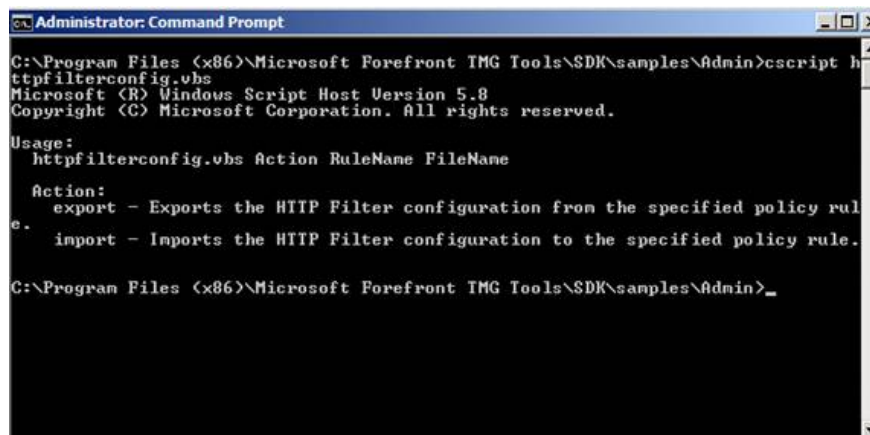 Administrator: Command Prompt
C:\Program Files (x86)\Microsoft Forefront TMG Tools\SDK\samples\Admin>cscript h
ttpfilterconfig.vbs
Microsoft (R) Windows Script Host Version 5.8
Copyright (C) Microsoft Corporation. All rights reserved.
Usage:
httpfilterconfig.vbs Action RuleName FileName
Action:
export - Exports the HTTP Filter configuration from the specified policy rul
e.
import - Imports the HTTP Filter configuration to the specified policy rule.
C:\Program Files (x86)\Microsoft Forefront TMG Tools\SDK\samples\Admin>_